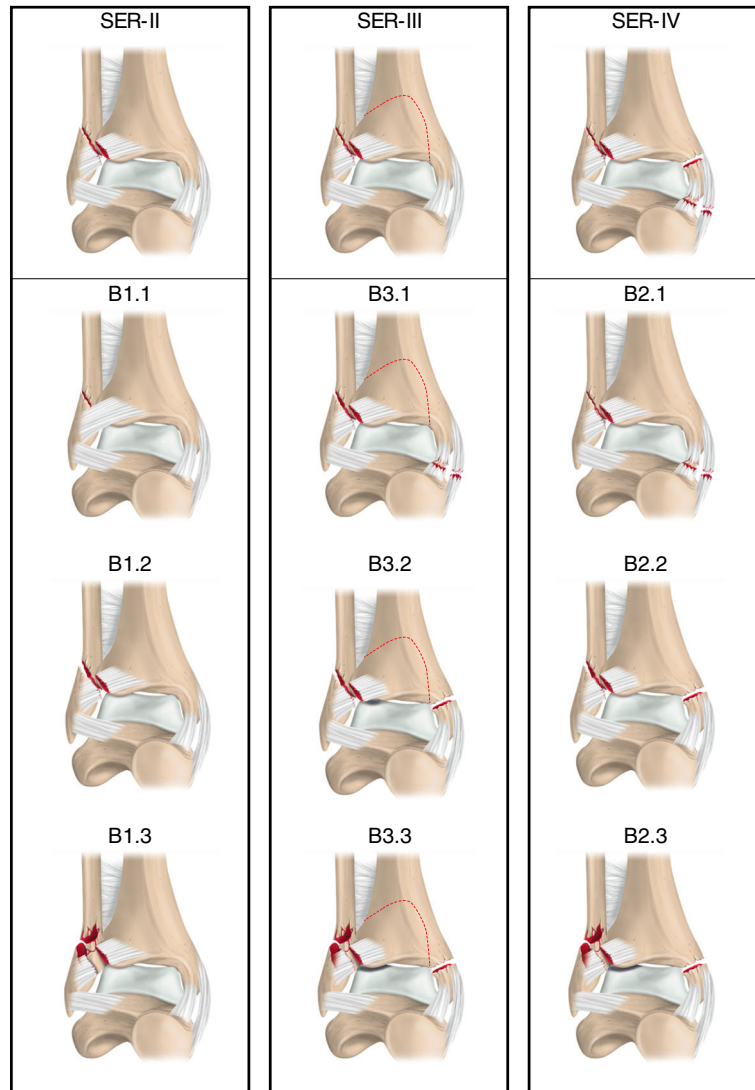 SER-II
SER-III
SER-IV
B1.1
B3.1
B2.1
B1.2
B3.2
B2.2
B1.3
B3.3
B2.3